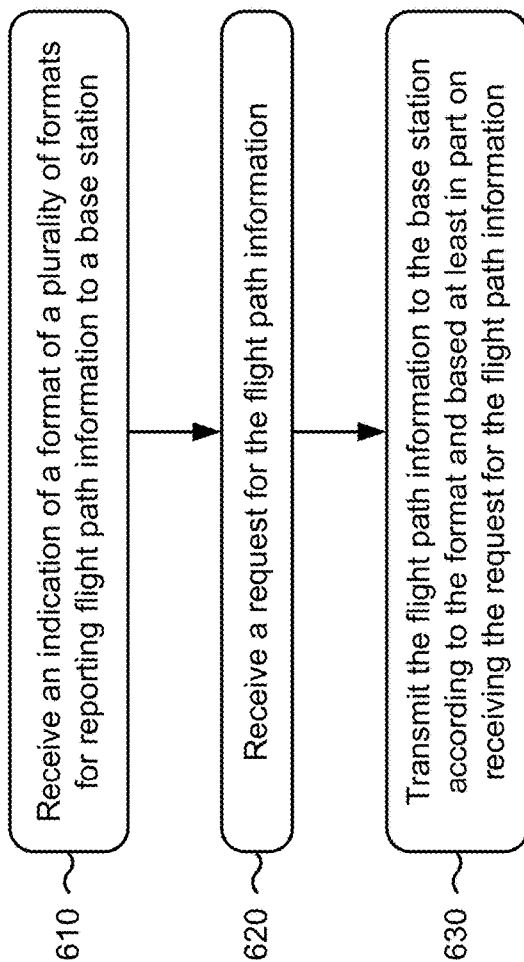 610
Receive an indication of a format of a plurality of formats
for reporting flight path information to a base station
620
Receive a request for the flight path information
630
Transmit the flight path information to the base station
according to the format and based at least in part on
receiving the request for the flight path information